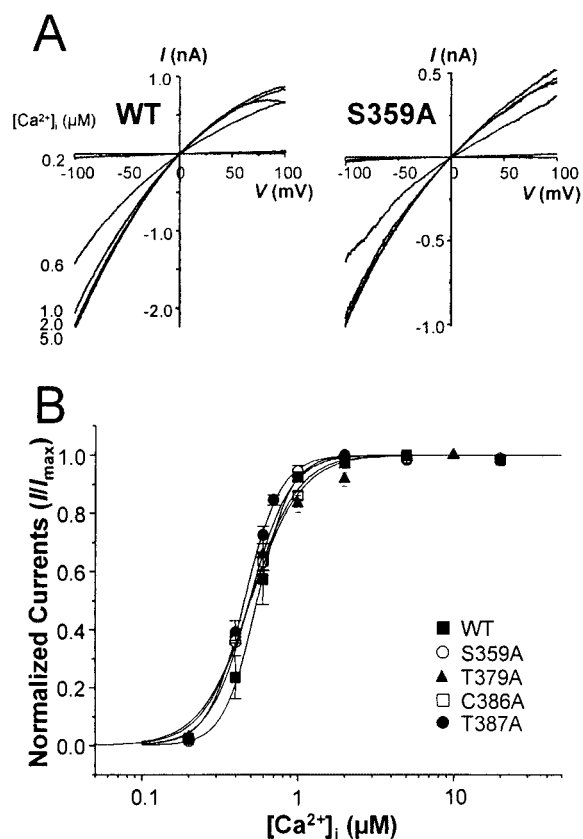 A
I (nA)
I (nA)
1.0
0.5
[Ca²⁺]ᵢ (µM)
WT
S359A
0.2
-100
-50
50
100
-100
-50
0
50
100
V (mV)
V (mV)
-1.0
-0.5
0.6
1.0
2.0
5.0
-2.0
-1.0
B
Normalized Currents (I/Imax)
1.0
0.8
0.6
0.4
0.2
0.0
WT
S359A
T379A
C386A
T387A
0.1
1
10
[Ca²⁺]ᵢ (µM)